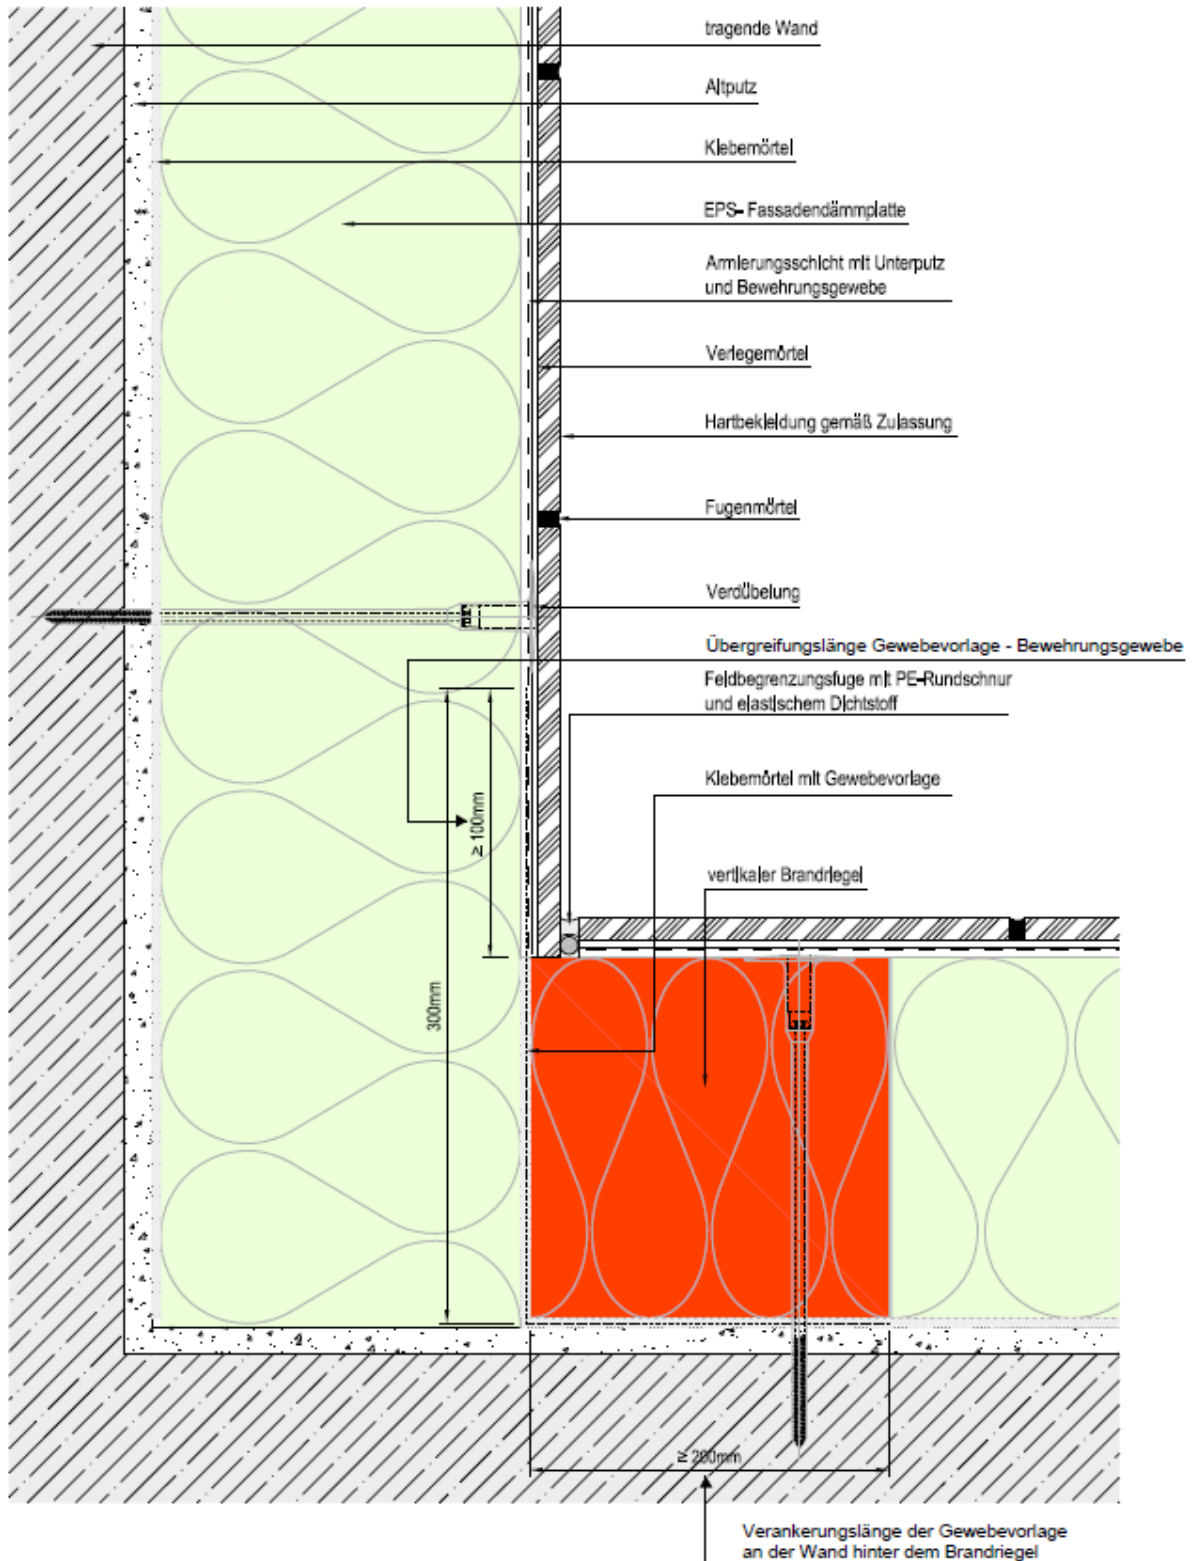 tragende Wand
Altputz
Klebemörtel
EPS- Fassadendämmplatte
Armierungsschicht mit Unterputz
und Bewehrungsgewebe
Verlegemörtel
Hartbekleidung gemäß Zulassung
Fugenmörtel
Verdübelung
Übergreifungslänge Gewebevorlage - Bewehrungsgewebe
Feldbegrenzungsfuge mit PE-Rundschnur
und elastischem Dichtstoff
Klebemörtel mit Gewebevorlage
≥ 100mm
vertikaler Brandriegel
300mm
≥ 200mm
Verankerungslänge der Gewebevorlage
an der Wand hinter dem Brandriegel